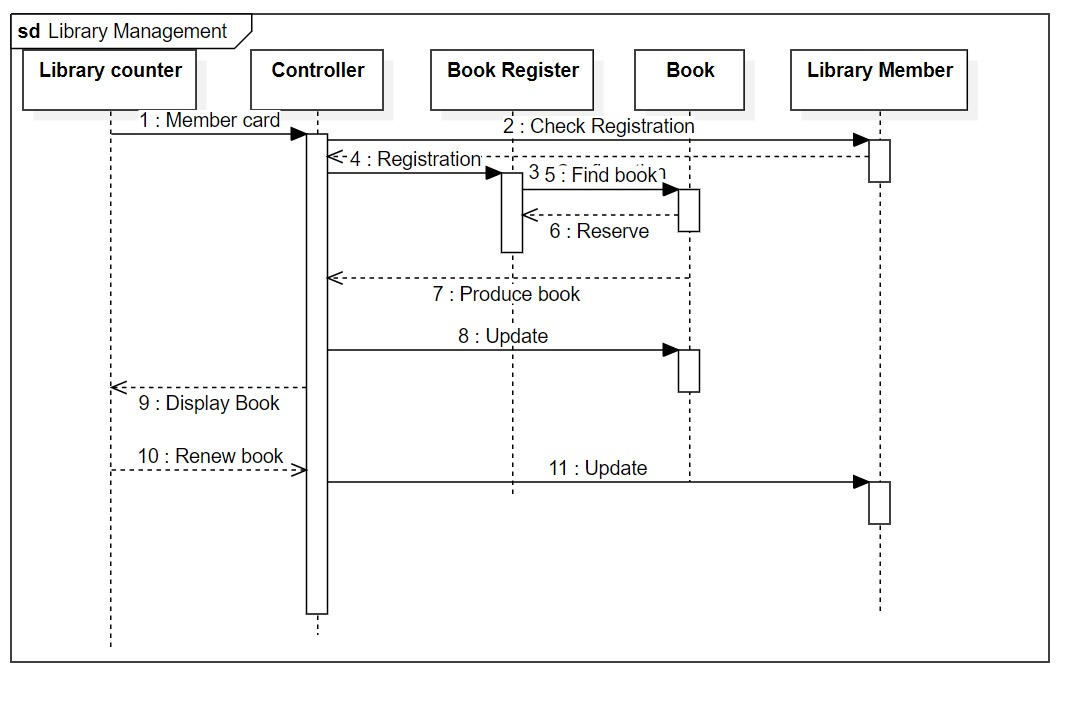 sd Library Management
Library counter
Controller
Book Register
Book
Library Member
1 : Member card
2 : Check Registration
4 : Registration
3
5 : Find book
6 : Reserve
7 : Produce book
8 : Update
9 : Display Book
10 : Renew book
11 : Update